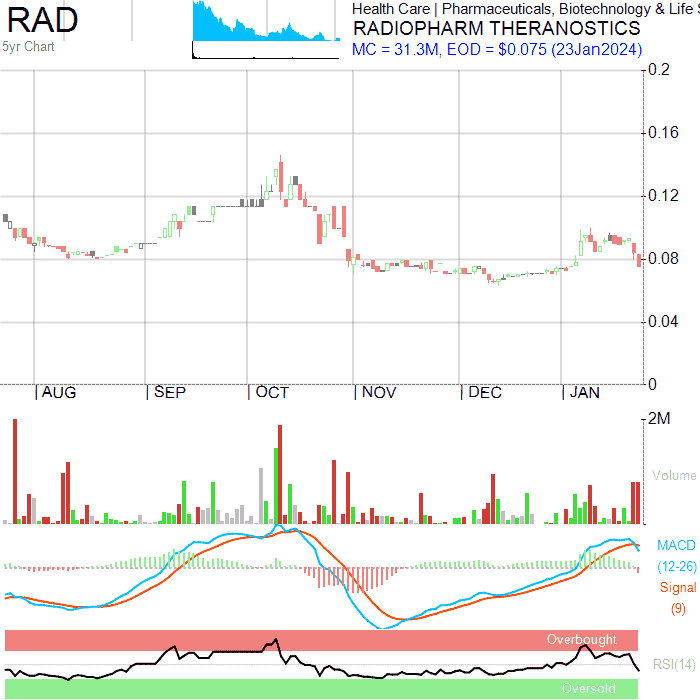 RAD
5yr Chart
Health Care | Pharmaceuticals, Biotechnology & Life S
RADIOPHARM THERANOSTICS
MC = 31.3M, EOD = $0.075 (23Jan2024)
0.2
0.16
0.12
0.08
0.04
0
AUG SEP OCT NOV DEC JAN
2M
Volume
MACD
(12-26)
Signal
(9)
Overbought
RSI(14)
Oversold